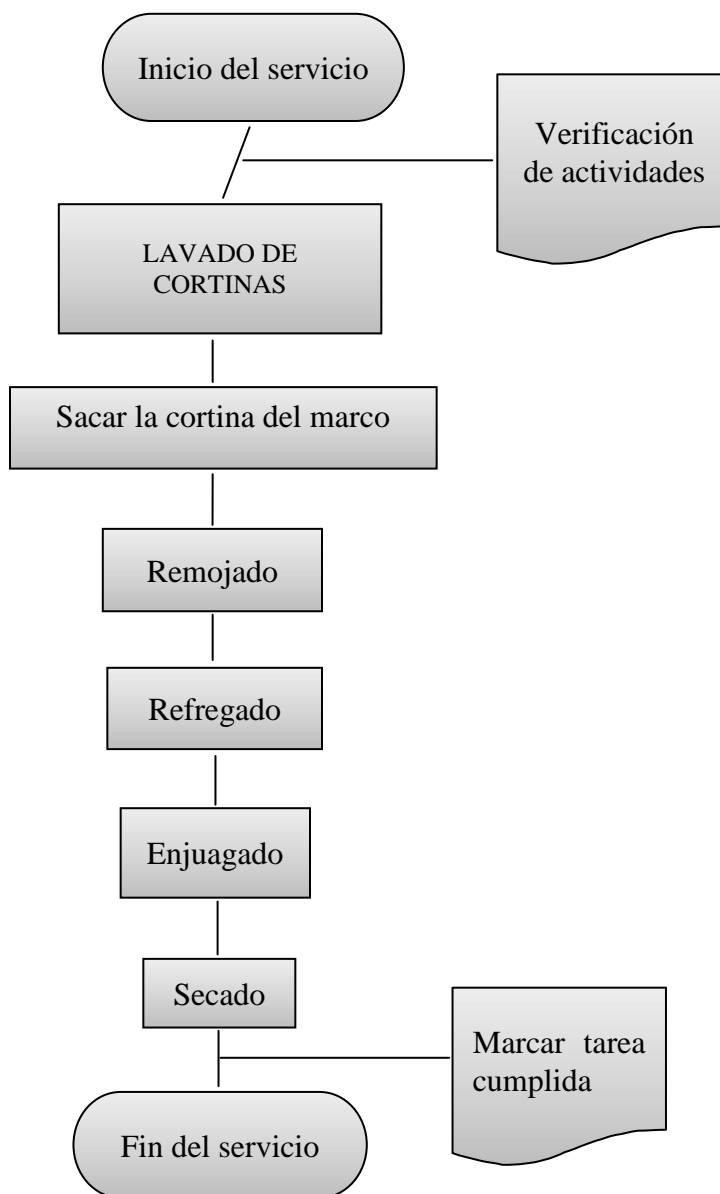 Inicio del servicio
Verificación
de actividades
LAVADO DE
CORTINAS
Sacar la cortina del marco
Remojado
Refregado
Enjuagado
Secado
Marcar tarea
cumplida
Fin del servicio